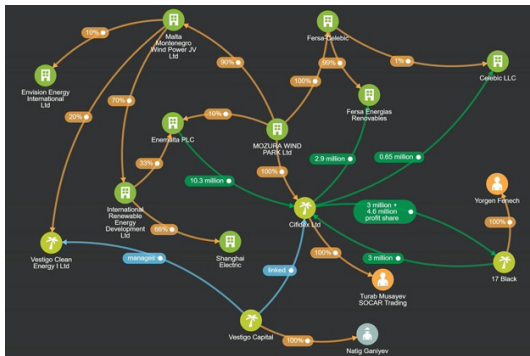 Malta
Montenegro
Wind Power JV
Ltd
Fersa-Celebic
10%
90%
99%
1%
Celebic LLC
Envision Energy
International
Ltd
100%
20%
70%
10%
Fersa Energias
Renovables
Enemalta PLC
MOZURA WIND
PARK Ltd
33%
2.9 million
0.65 million
100%
10.3 million
Yorgen Fenech
International
Renewable
Energy
Development
Ltd
3 million +
4.6 million
profit share
100%
Cifidex Ltd
66%
Vestigo Clean
Energy I Ltd
Shanghai
Electric
manages
linked
100%
3 million
17 Black
Turab Musayev
SOCAR Trading
Vestigo Capital
100%
Natig Ganiyev